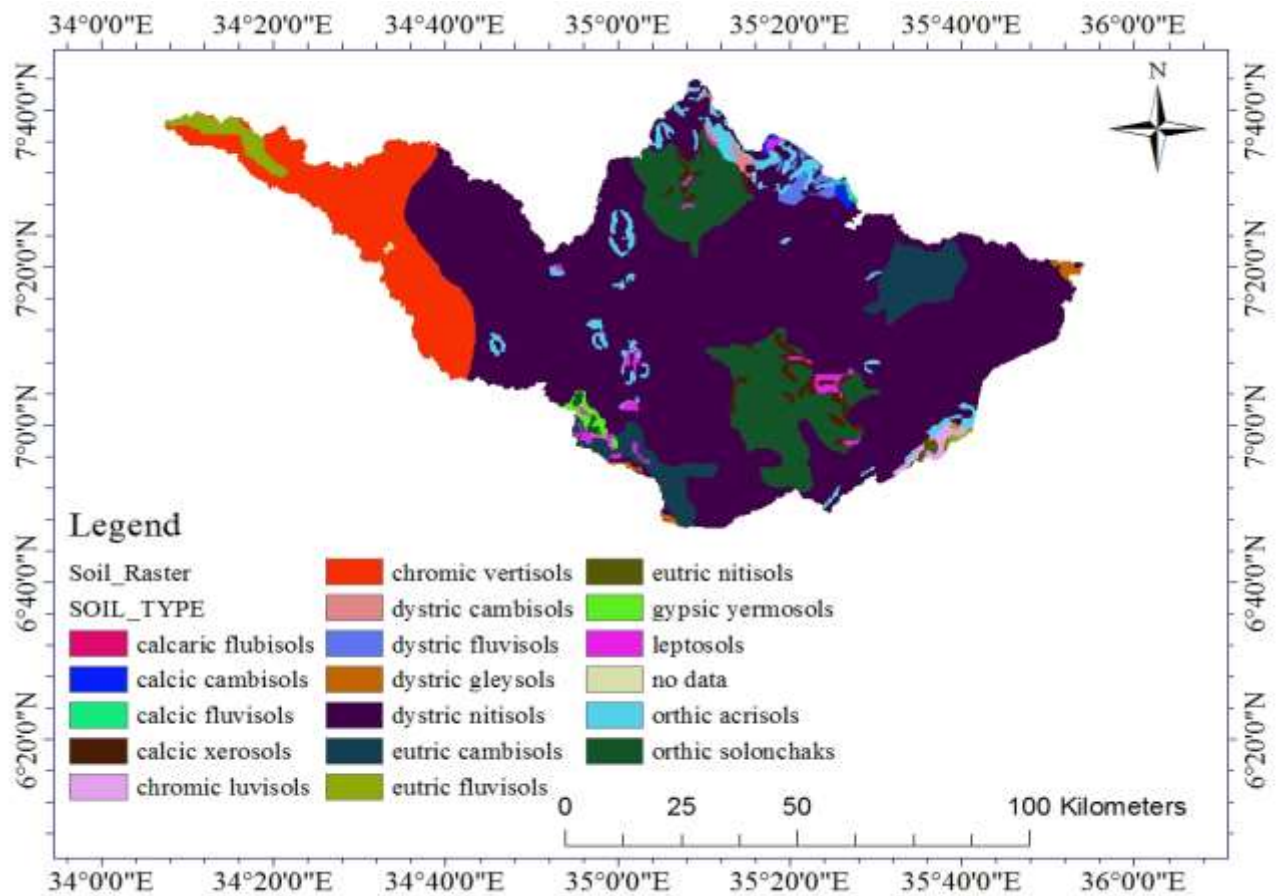 34°0'0"E 34°20'0"E 34°40'0"E 35°0'0"E 35°20'0"E 35°40'0"E 36°0'0"E
N
7°40'0"N 7°40'0"N
7°20'0"N 7°20'0"N
7°0'0"N 7°0'0"N
6°40'0"N 6°40'0"N
6°20'0"N 6°20'0"N
Legend
Soil_Raster
SOIL_TYPE
calcaric flubisols
calcic cambisols
calcic fluvisols
calcic xerosols
chromic luvisols
chromic vertisols
dystric cambisols
dystric fluvisols
dystric gleysols
dystric nitisols
eutric cambisols
eutric fluvisols
eutric nitisols
gypsic yermosols
leptosols
no data
orthic acrisols
orthic solonchaks
0 25 50 100 Kilometers
34°0'0"E 34°20'0"E 34°40'0"E 35°0'0"E 35°20'0"E 35°40'0"E 36°0'0"E